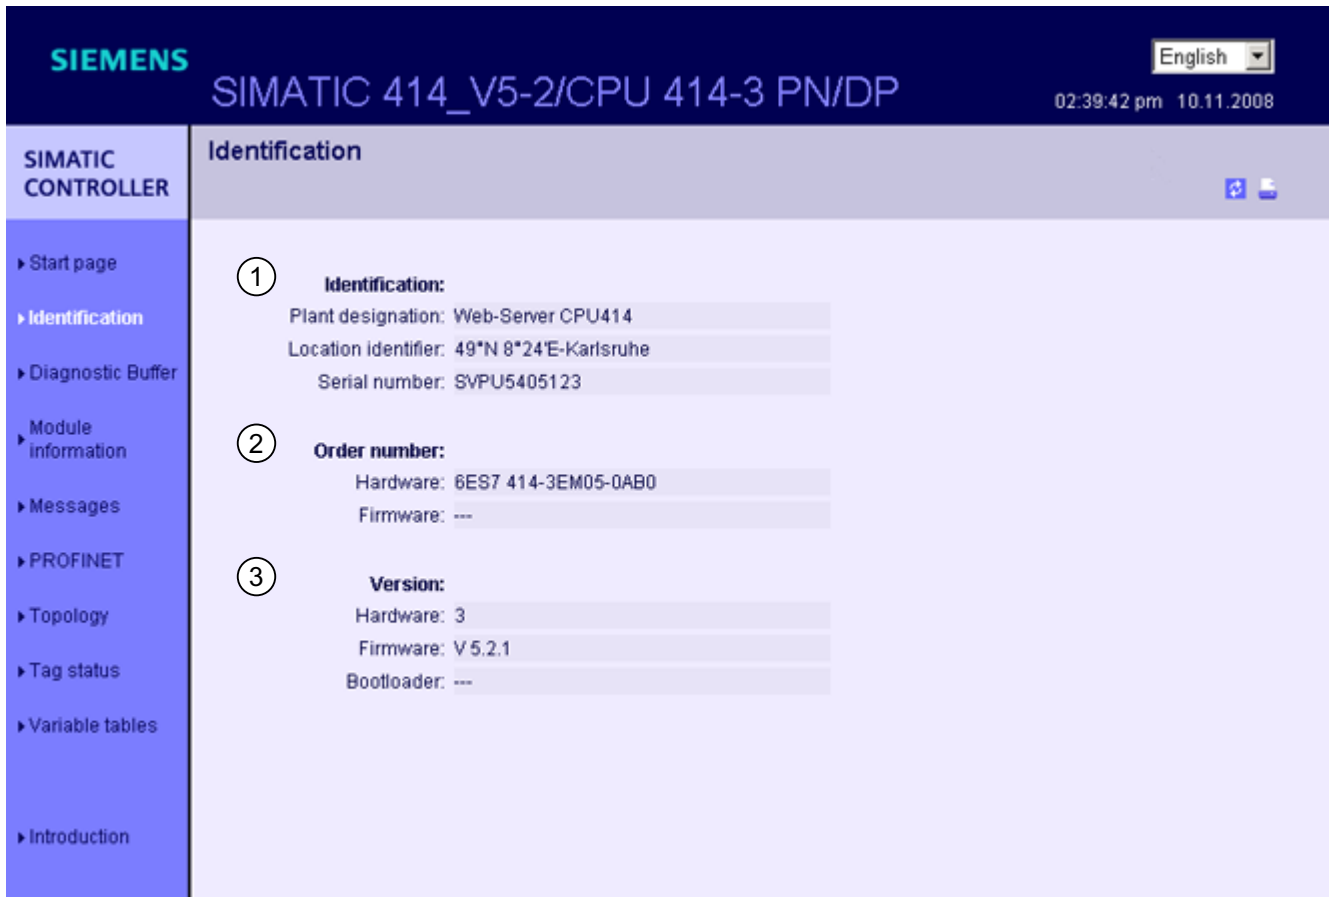 SIEMENS
SIMATIC 414_V5-2/CPU 414-3 PN/DP
English
02:39:42 pm 10.11.2008
SIMATIC
CONTROLLER
Identification
Start page
Identification
Diagnostic Buffer
Module
information
Messages
PROFINET
Topology
Tag status
Variable tables
Introduction
1
Identification:
Plant designation: Web-Server CPU414
Location identifier: 49°N 8°24'E-Karlsruhe
Serial number: SVPU5405123
2
Order number:
Hardware: 6ES7 414-3EM05-0AB0
Firmware: ---
3
Version:
Hardware: 3
Firmware: V 5.2.1
Bootloader: ---